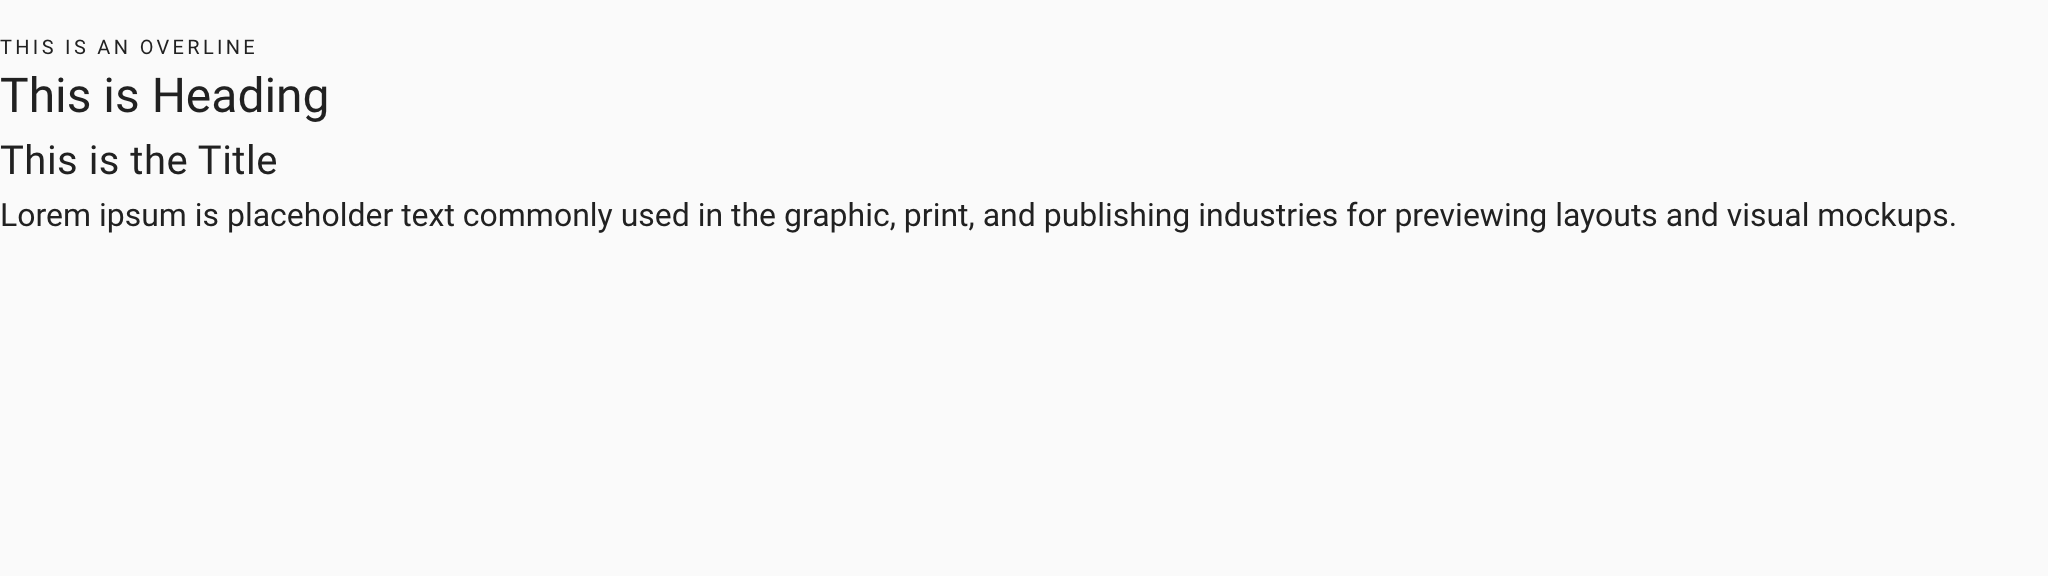 THIS IS AN OVERLINE
This is Heading
This is the Title
Lorem ipsum is placeholder text commonly used in the graphic, print, and publishing industries for previewing layouts and visual mockups.